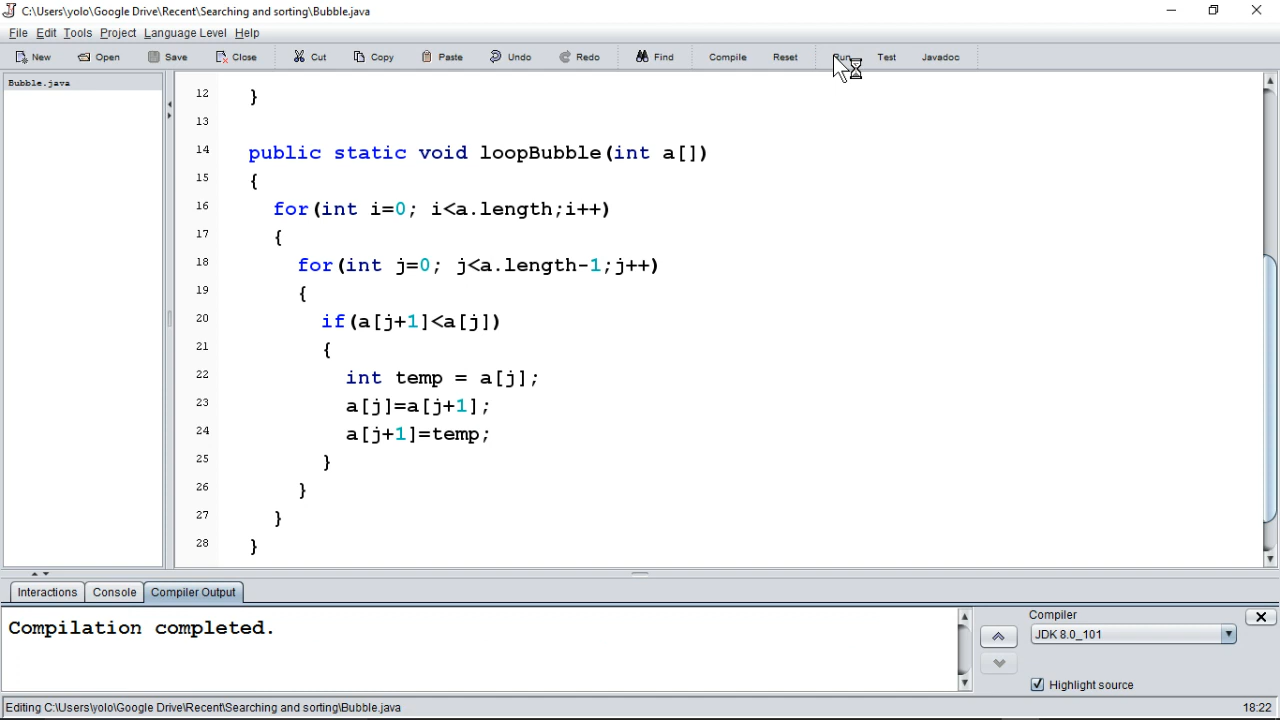 C:\Users\yolo\Google Drive\Recent\Searching and sorting\Bubble.java
File Edit Tools Project Language Level Help
New Open Save Close Cut Copy Paste Undo Redo Find Compile Reset Run Test Javadoc
Bubble.java
12 }
13
14 public static void loopBubble(int a[])
15 {
16 for(int i=0; i<a.length;i++)
17 {
18 for(int j=0; j<a.length-1;j++)
19 {
20 if(a[j+1]<a[j])
21 {
22 int temp = a[j];
23 a[j]=a[j+1];
24 a[j+1]=temp;
25 }
26 }
27 }
28 }
Interactions Console Compiler Output
Compilation completed.
Compiler
JDK 8.0_101
Highlight source
Editing C:\Users\yolo\Google Drive\Recent\Searching and sorting\Bubble.java 18:22